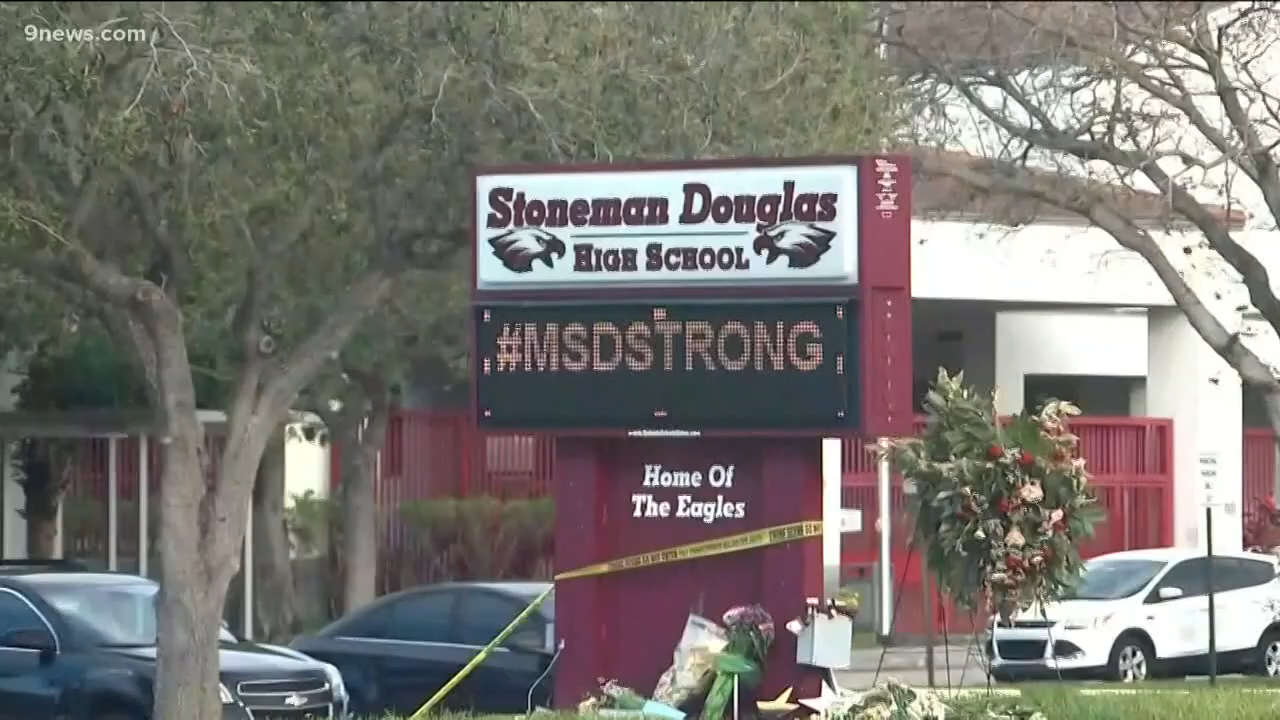 9news.com
Stoneman Douglas
High School
#MSDSTRONG
Home Of
The Eagles